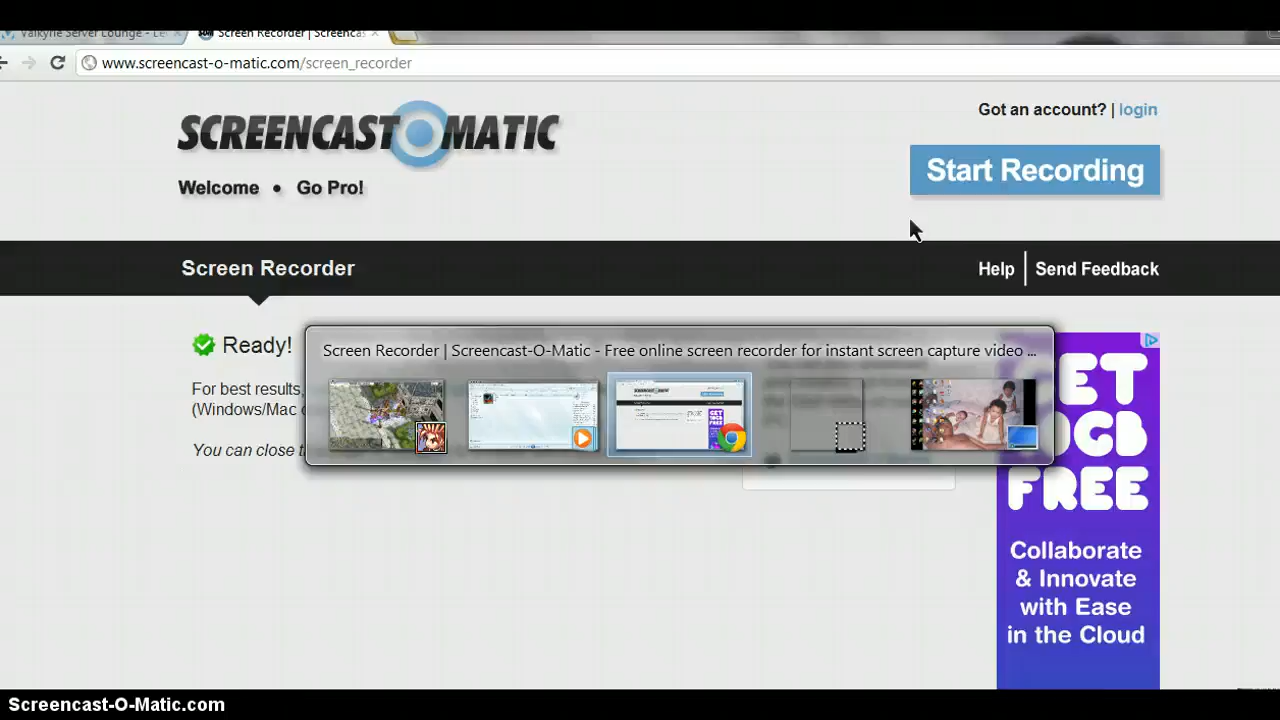 Valkyrie Server Lounge - Le
Screen Recorder | Screencas
www.screencast-o-matic.com/screen_recorder
SCREENCAST O MATIC
Got an account? | login
Welcome • Go Pro!
Start Recording
Screen Recorder
Help
Send Feedback
Ready!
Screen Recorder | Screencast-O-Matic - Free online screen recorder for instant screen capture video ...
For best results,
(Windows/Mac
You can close
GET
GB
FREE
Collaborate
& Innovate
with Ease
in the Cloud
Screencast-O-Matic.com